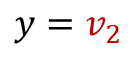 y = v₂